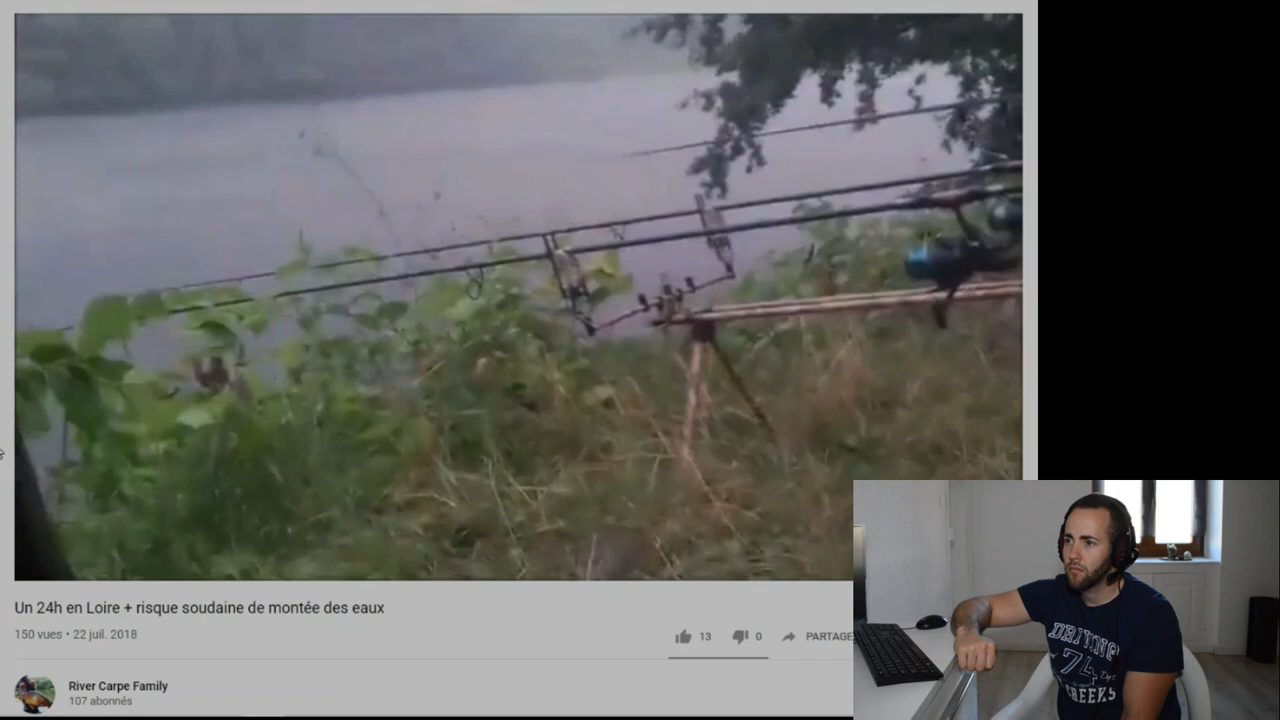 Un 24h en Loire + risque soudaine de montée des eaux
150 vues • 22 juil. 2018
13
0
PARTAGE
River Carpe Family
107 abonnés
DRIVING
74
CREEKS